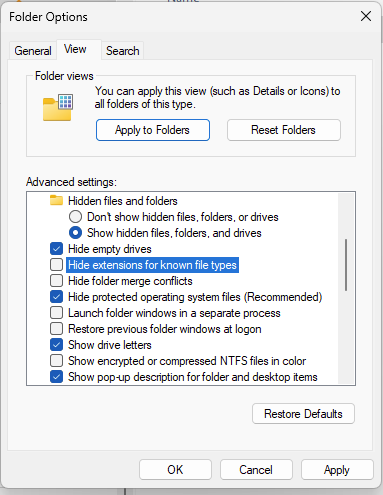 Folder Options
General
View
Search
Folder views
You can apply this view (such as Details or Icons) to
all folders of this type.
Apply to Folders
Reset Folders
Advanced settings:
Hidden files and folders
Don't show hidden files, folders, or drives
Show hidden files, folders, and drives
Hide empty drives
Hide extensions for known file types
Hide folder merge conflicts
Hide protected operating system files (Recommended)
Launch folder windows in a separate process
Restore previous folder windows at logon
Show drive letters
Show encrypted or compressed NTFS files in color
Show pop-up description for folder and desktop items
Restore Defaults
OK
Cancel
Apply